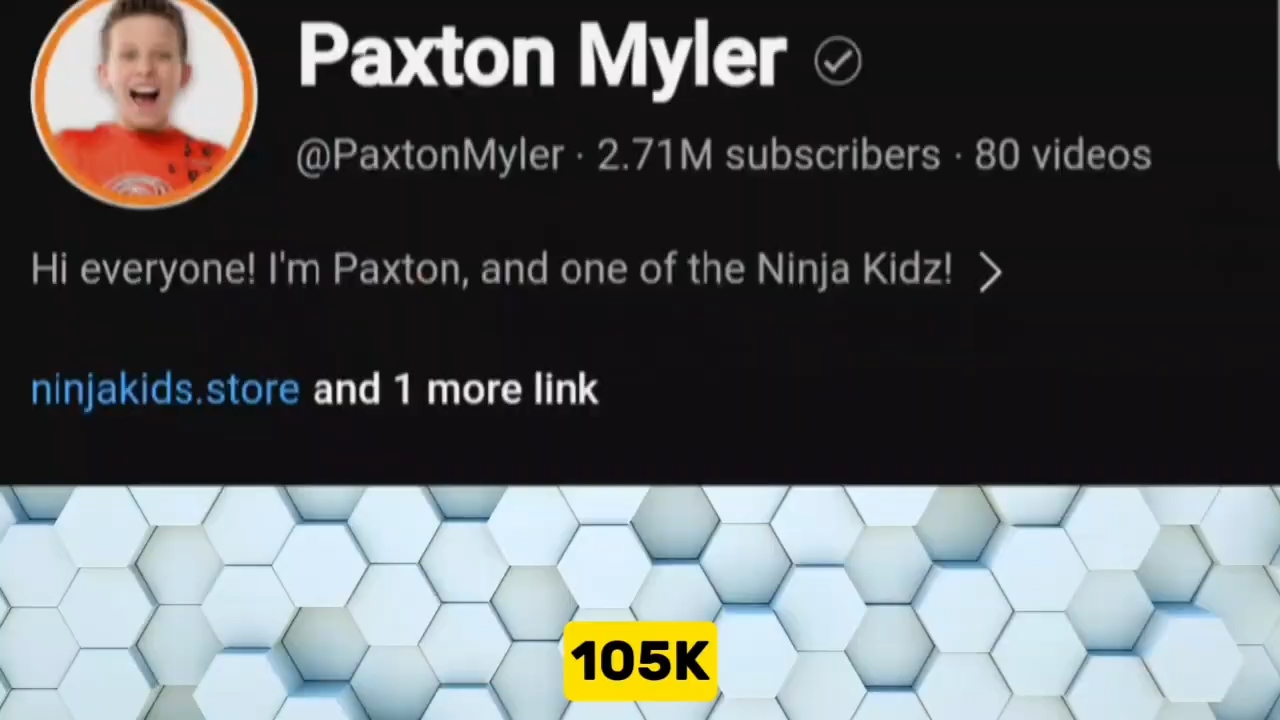 Paxton Myler
@PaxtonMyler · 2.71M subscribers · 80 videos
Hi everyone! I'm Paxton, and one of the Ninja Kidz!
ninjakids.store and 1 more link
105K